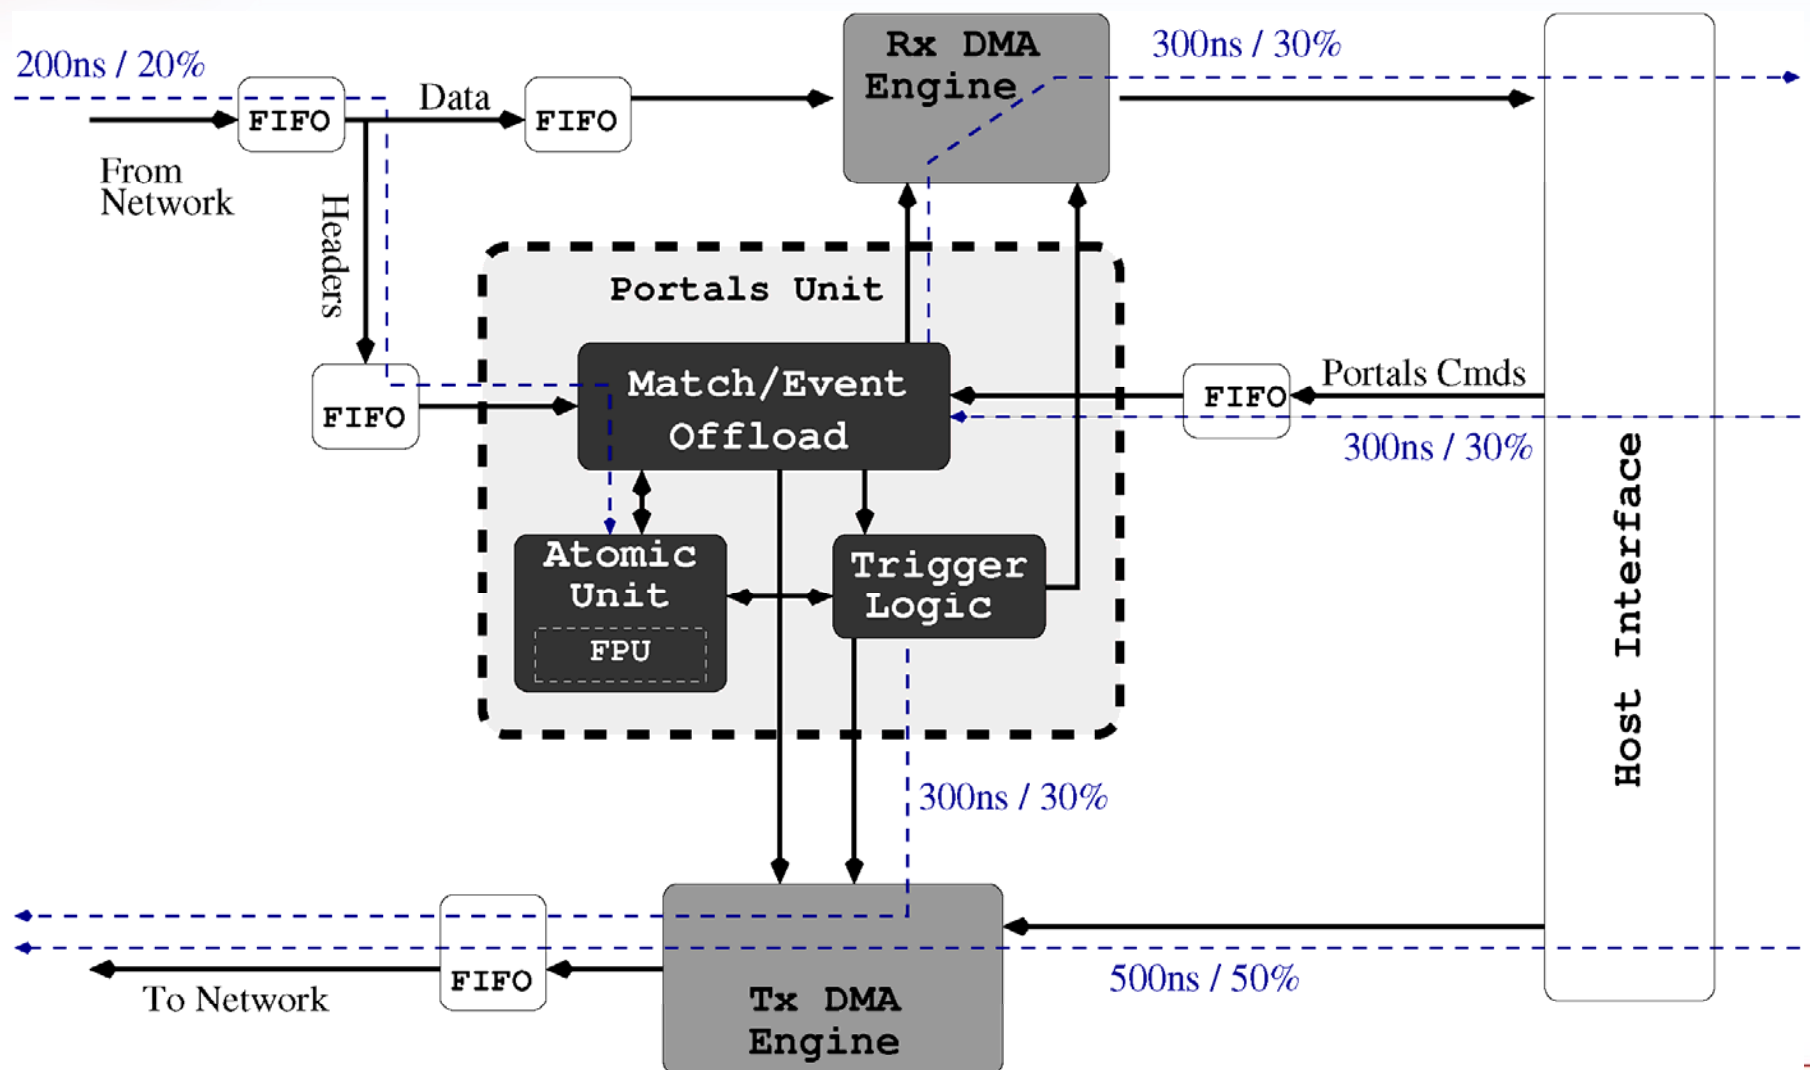 200ns / 20%
FIFO
Data
FIFO
Rx DMA
Engine
300ns / 30%
From
Network
Headers
Portals Unit
FIFO
Match/Event
Offload
FIFO
Portals Cmds
300ns / 30%
Host Interface
Atomic
Unit
FPU
Trigger
Logic
300ns / 30%
FIFO
To Network
Tx DMA
Engine
500ns / 50%